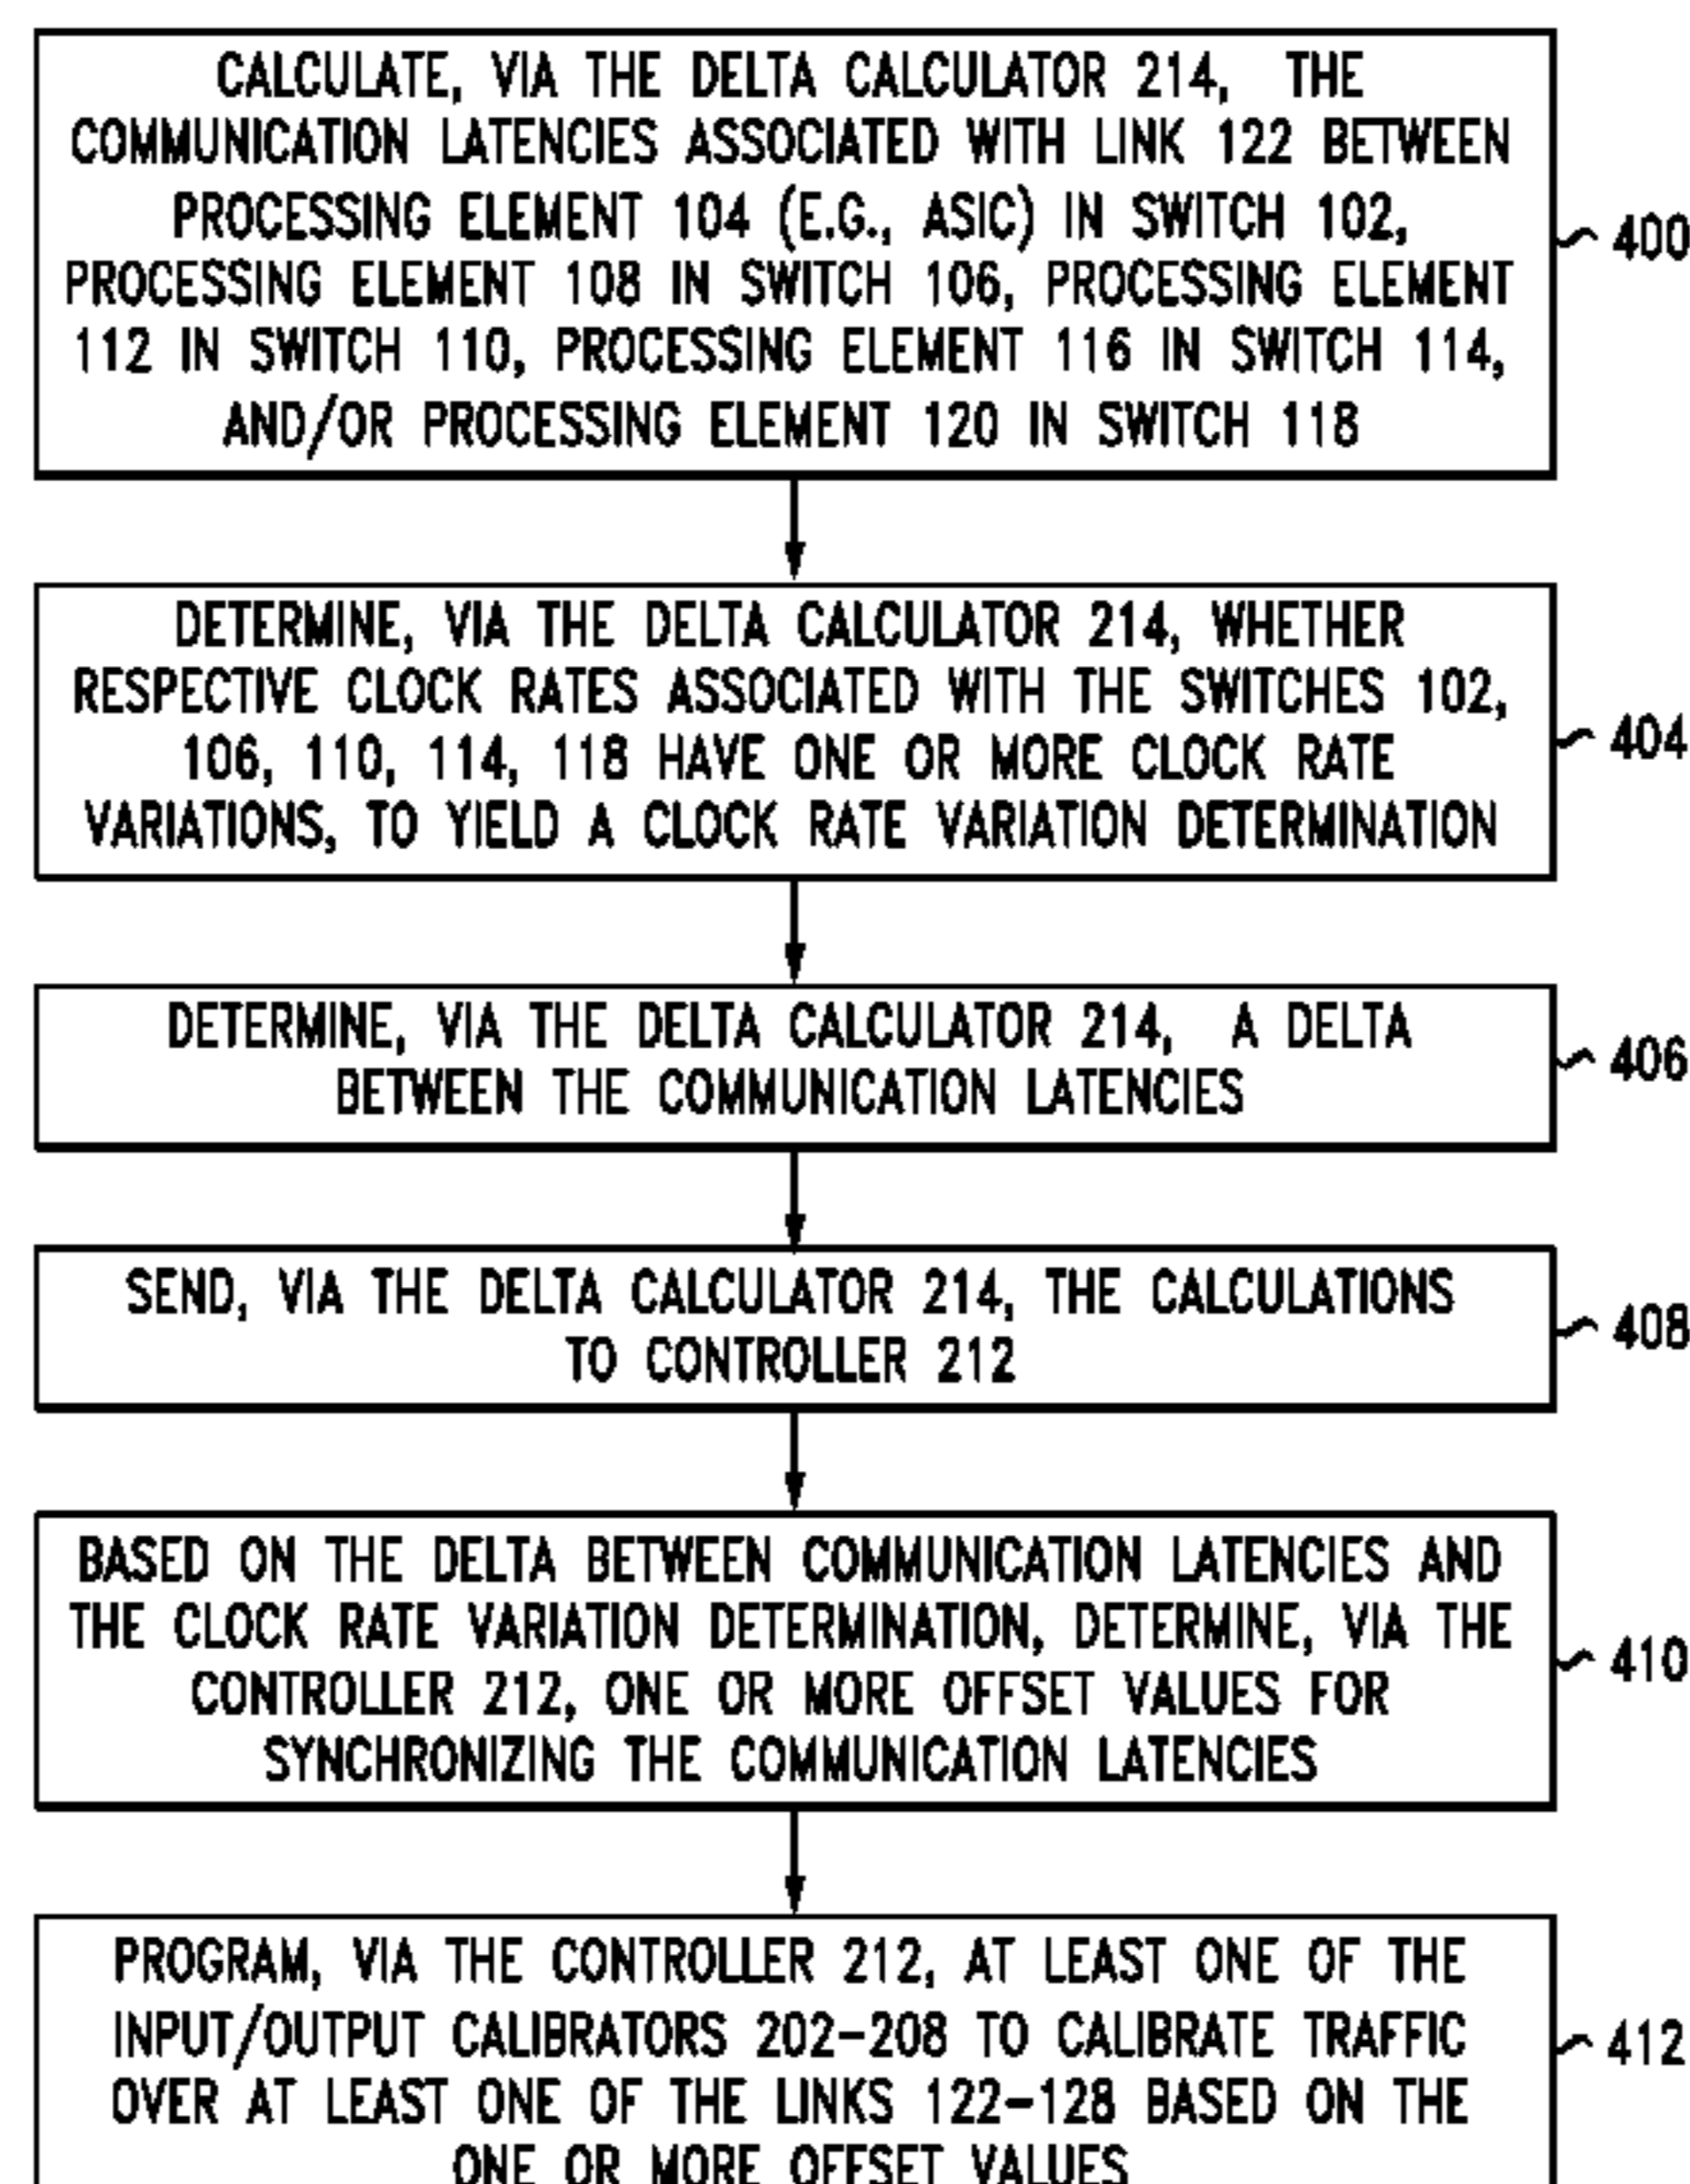 CALCULATE, VIA THE DELTA CALCULATOR 214, THE
COMMUNICATION LATENCIES ASSOCIATED WITH LINK 122 BETWEEN
PROCESSING ELEMENT 104 (E.G., ASIC) IN SWITCH 102,
PROCESSING ELEMENT 108 IN SWITCH 106, PROCESSING ELEMENT
112 IN SWITCH 110, PROCESSING ELEMENT 116 IN SWITCH 114,
AND/OR PROCESSING ELEMENT 120 IN SWITCH 118
400
DETERMINE, VIA THE DELTA CALCULATOR 214, WHETHER
RESPECTIVE CLOCK RATES ASSOCIATED WITH THE SWITCHES 102,
106, 110, 114, 118 HAVE ONE OR MORE CLOCK RATE
VARIATIONS, TO YIELD A CLOCK RATE VARIATION DETERMINATION
404
DETERMINE, VIA THE DELTA CALCULATOR 214, A DELTA
BETWEEN THE COMMUNICATION LATENCIES
406
SEND, VIA THE DELTA CALCULATOR 214, THE CALCULATIONS
TO CONTROLLER 212
408
BASED ON THE DELTA BETWEEN COMMUNICATION LATENCIES AND
THE CLOCK RATE VARIATION DETERMINATION, DETERMINE, VIA THE
CONTROLLER 212, ONE OR MORE OFFSET VALUES FOR
SYNCHRONIZING THE COMMUNICATION LATENCIES
410
PROGRAM, VIA THE CONTROLLER 212, AT LEAST ONE OF THE
INPUT/OUTPUT CALIBRATORS 202-208 TO CALIBRATE TRAFFIC
OVER AT LEAST ONE OF THE LINKS 122-128 BASED ON THE
ONE OR MORE OFFSET VALUES
412